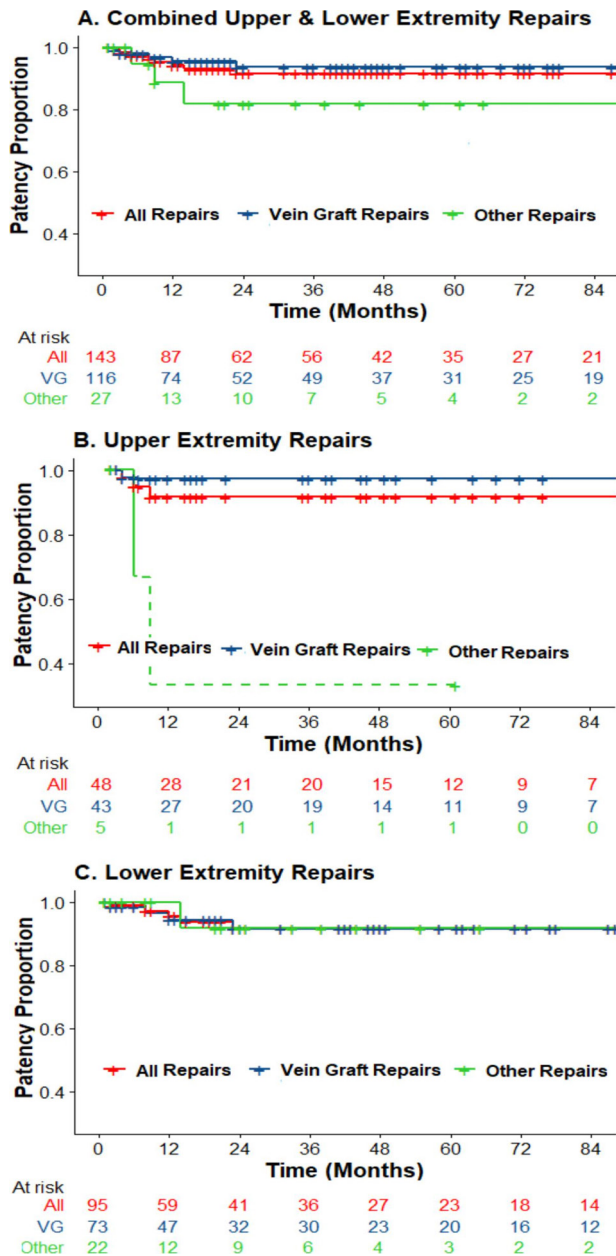 A. Combined Upper & Lower Extremity Repairs
Patency Proportion
1.0
0.8
0.6
0.4
All Repairs Vein Graft Repairs Other Repairs
0 12 24 36 48 60 72 84
Time (Months)
At risk
All 143 87 62 56 42 35 27 21
VG 116 74 52 49 37 31 25 19
Other 27 13 10 7 5 4 2 2
B. Upper Extremity Repairs
Patency Proportion
1.0
0.8
0.6
0.4
All Repairs Vein Graft Repairs Other Repairs
0 12 24 36 48 60 72 84
Time (Months)
At risk
All 48 28 21 20 15 12 9 7
VG 43 27 20 19 14 11 9 7
Other 5 1 1 1 1 1 0 0
C. Lower Extremity Repairs
Patency Proportion
1.0
0.8
0.6
0.4
All Repairs Vein Graft Repairs Other Repairs
0 12 24 36 48 60 72 84
Time (Months)
At risk
All 95 59 41 36 27 23 18 14
VG 73 47 32 30 23 20 16 12
Other 22 12 9 6 4 3 2 2